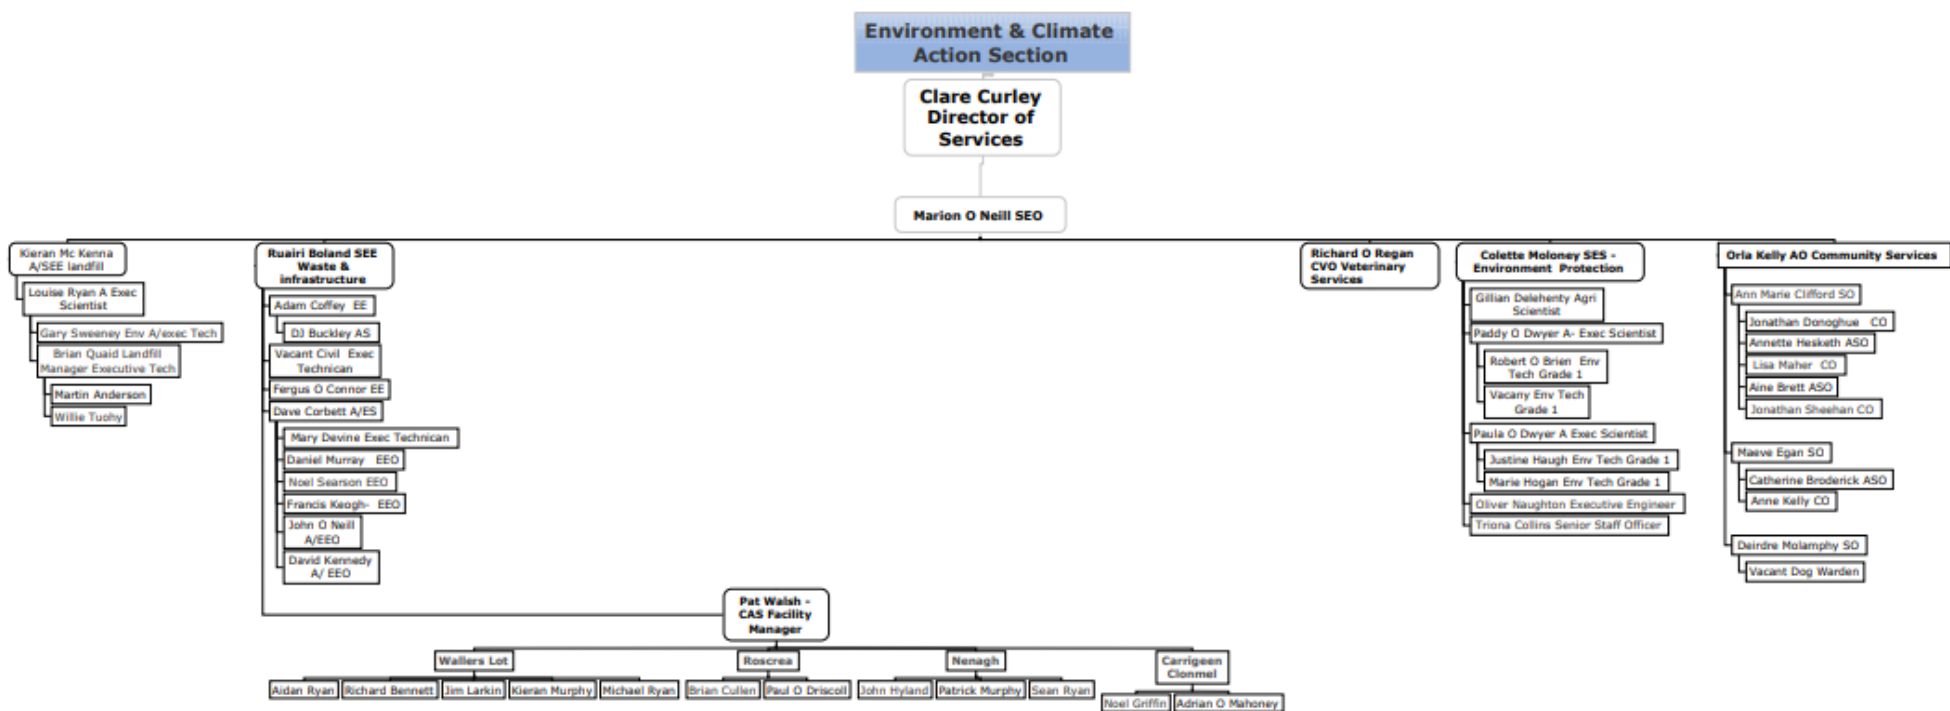 Environment & Climate
Action Section
Clare Curley
Director of
Services
Marion O Neill SEO
Kieran Mc Kenna
A/SEE landfill
Louise Ryan A Exec
Scientist
Gary Sweeney Env A/exec Tech
Brian Quaid Landfill
Manager Executive Tech
Martin Anderson
Willie Tuohy
Ruairi Boland SEE
Waste &
infrastructure
Adam Coffey EE
DJ Buckley AS
Vacant Civil Exec
Technican
Fergus O Connor EE
Dave Corbett A/ES
Mary Devine Exec Technican
Daniel Murray EEO
Noel Searson EEO
Francis Keogh- EEO
John O Neill
A/EEO
David Kennedy
A/ EEO
Pat Walsh -
CAS Facility
Manager
Wallers Lot
Aidan Ryan
Richard Bennett
Jim Larkin
Kieran Murphy
Michael Ryan
Roscrea
Brian Cullen
Paul O Driscoll
Nenagh
John Hyland
Patrick Murphy
Sean Ryan
Carrigeen
Clonmel
Noel Griffin
Adrian O Mahoney
Richard O Regan
CVO Veterinary
Services
Colette Moloney SES -
Environment Protection
Gillian Delehenty Agri
Scientist
Paddy O Dwyer A- Exec Scientist
Robert O Brien Env
Tech Grade 1
Vacany Env Tech
Grade 1
Paula O Dwyer A Exec Scientist
Justine Haugh Env Tech Grade 1
Marie Hogan Env Tech Grade 1
Oliver Naughton Executive Engineer
Triona Collins Senior Staff Officer
Orla Kelly AO Community Services
Ann Marie Clifford SO
Jonathan Donoghue CO
Annette Hesketh ASO
Lisa Maher CO
Aine Brett ASO
Jonathan Sheehan CO
Maeve Egan SO
Catherine Broderick ASO
Anne Kelly CO
Deirdre Molamphy SO
Vacant Dog Warden